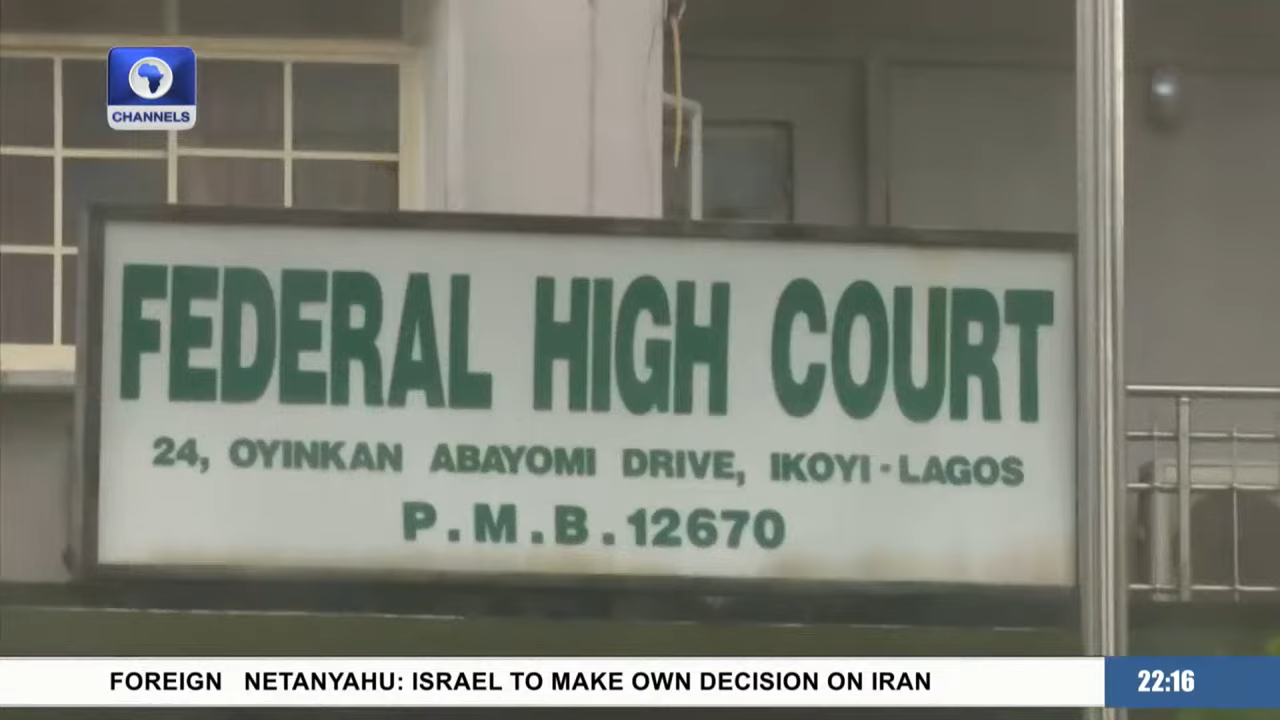 CHANNELS
FEDERAL HIGH COURT
24, OYINKAN ABAYOMI DRIVE, IKOYI - LAGOS
P.M.B.12670
FOREIGN NETANYAHU: ISRAEL TO MAKE OWN DECISION ON IRAN
22:16